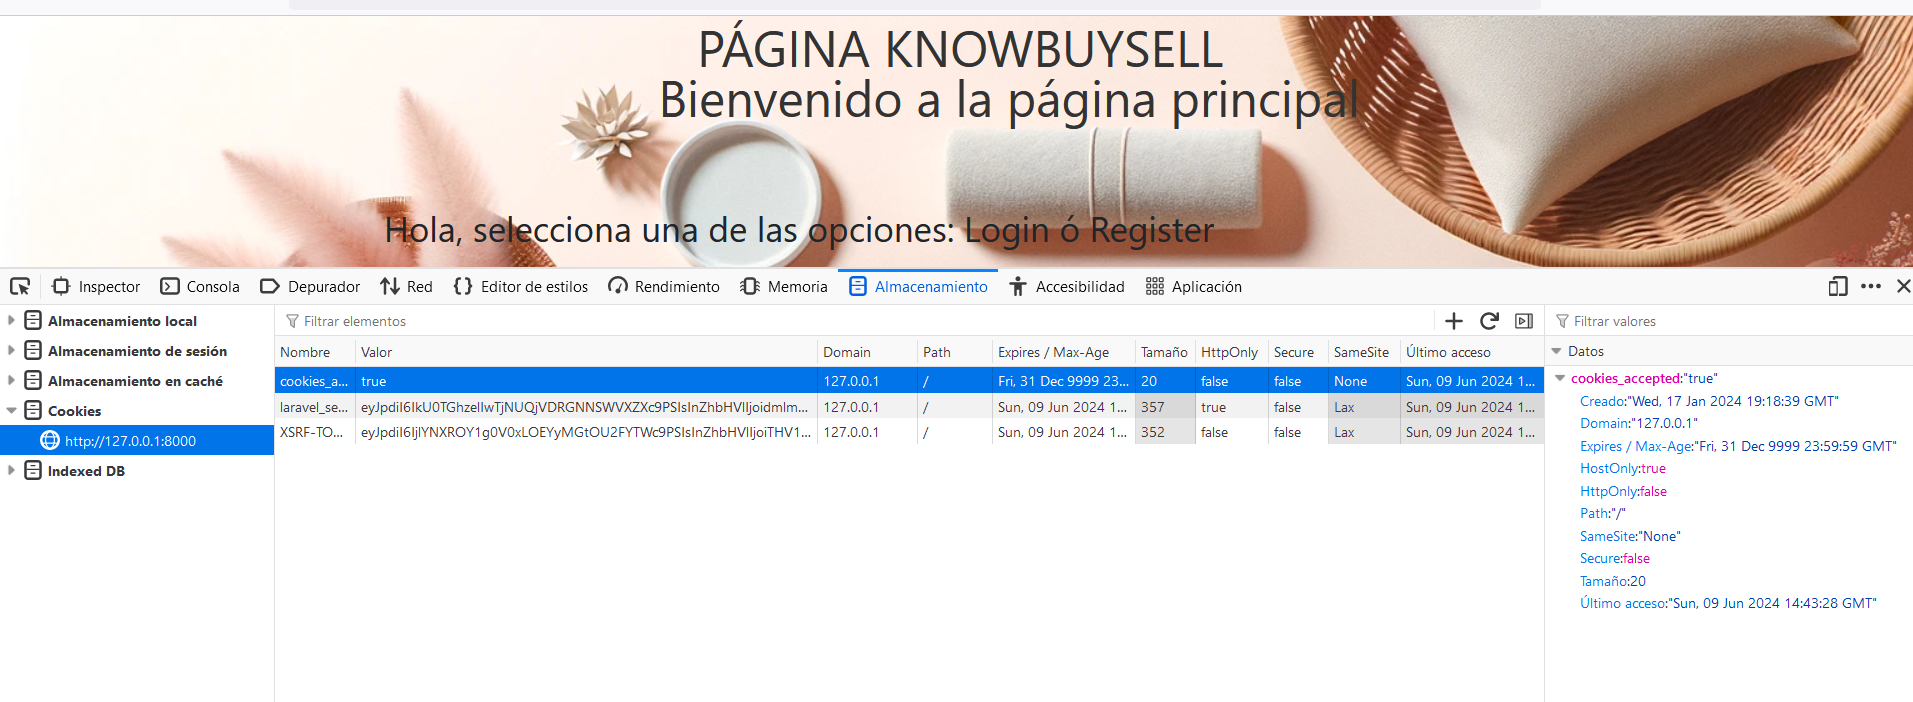 PÁGINA KNOWBUYSELL
Bienvenido a la página principal
Hola, selecciona una de las opciones: Login ó Register
Inspector Consola Depurador Red Editor de estilos Rendimiento Memoria Almacenamiento Accesibilidad Aplicación
Almacenamiento local
Almacenamiento de sesión
Almacenamiento en caché
Cookies
http://127.0.0.1:8000
Indexed DB
Filtrar elementos
Nombre Valor Domain Path Expires / Max-Age Tamaño HttpOnly Secure SameSite Último acceso
cookies_a... true 127.0.0.1 / Fri, 31 Dec 9999 23... 20 false false None Sun, 09 Jun 2024 1...
laravel_se... 127.0.0.1 / Sun, 09 Jun 2024 1... 357 true false Lax Sun, 09 Jun 2024 1...
XSRF-TO... 127.0.0.1 / Sun, 09 Jun 2024 1... 352 false false Lax Sun, 09 Jun 2024 1...
Filtrar valores
Datos
cookies_accepted:"true"
Creado:"Wed, 17 Jan 2024 19:18:39 GMT"
Domain:"127.0.0.1"
Expires / Max-Age:"Fri, 31 Dec 9999 23:59:59 GMT"
HostOnly:true
HttpOnly:false
Path:"/"
SameSite:"None"
Secure:false
Tamaño:20
Último acceso:"Sun, 09 Jun 2024 14:43:28 GMT"